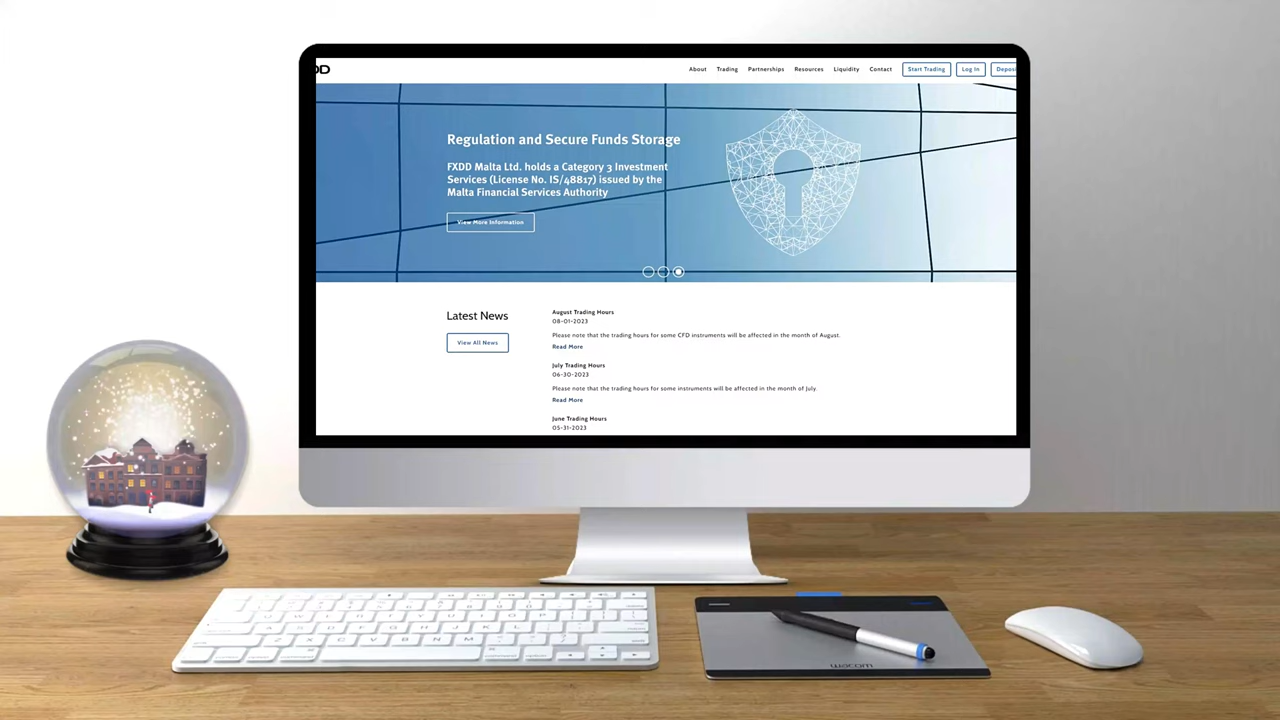 DD
About Trading Partnerships Resources Liquidity Contact Start Trading Log In Deposi
Regulation and Secure Funds Storage
FXDD Malta Ltd. holds a Category 3 Investment
Services (License No. IS/48817) issued by the
Malta Financial Services Authority
View More Information
Latest News
View All News
August Trading Hours
08-01-2023
Please note that the trading hours for some CFD instruments will be affected in the month of August.
Read More
July Trading Hours
06-30-2023
Please note that the trading hours for some instruments will be affected in the month of July.
Read More
June Trading Hours
05-31-2023
wacom